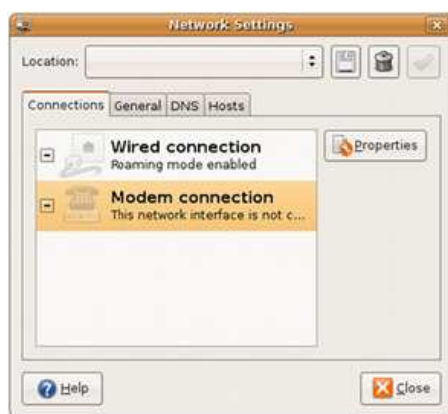 Network Settings
Location:
Connections General DNS Hosts
Wired connection
Roaming mode enabled
Properties
Modem connection
This network interface is not c...
Help
Close